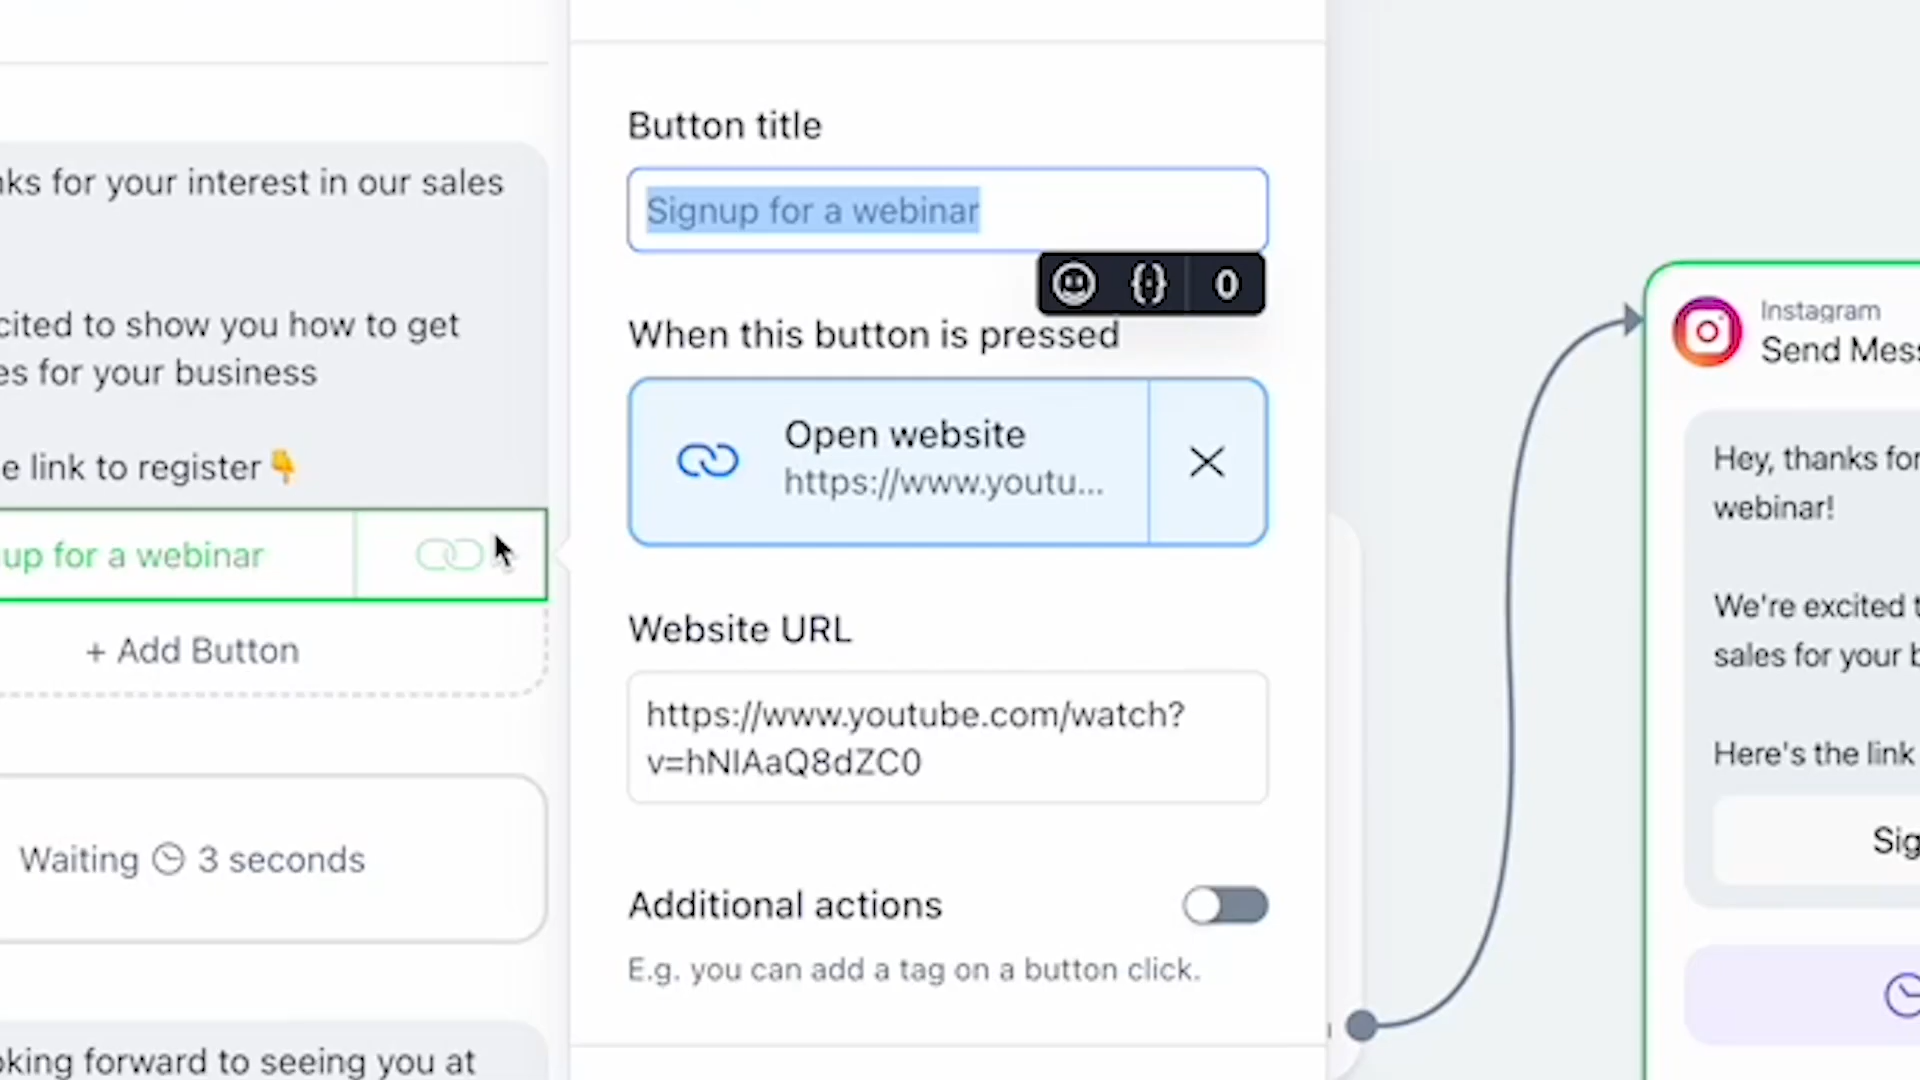 nks for your interest in our sales
cited to show you how to get
es for your business
e link to register👇
up for a webinar
+ Add Button
Waiting 3 seconds
oking forward to seeing you at
Button title
Signup for a webinar
0
When this button is pressed
Open website
https://www.youtu...
Website URL
https://www.youtube.com/watch?
v=hNIAaQ8dZC0
Additional actions
E.g. you can add a tag on a button click.
Instagram
Send Mess
Hey, thanks for
webinar!
We're excited t
sales for your b
Here's the link
Sig